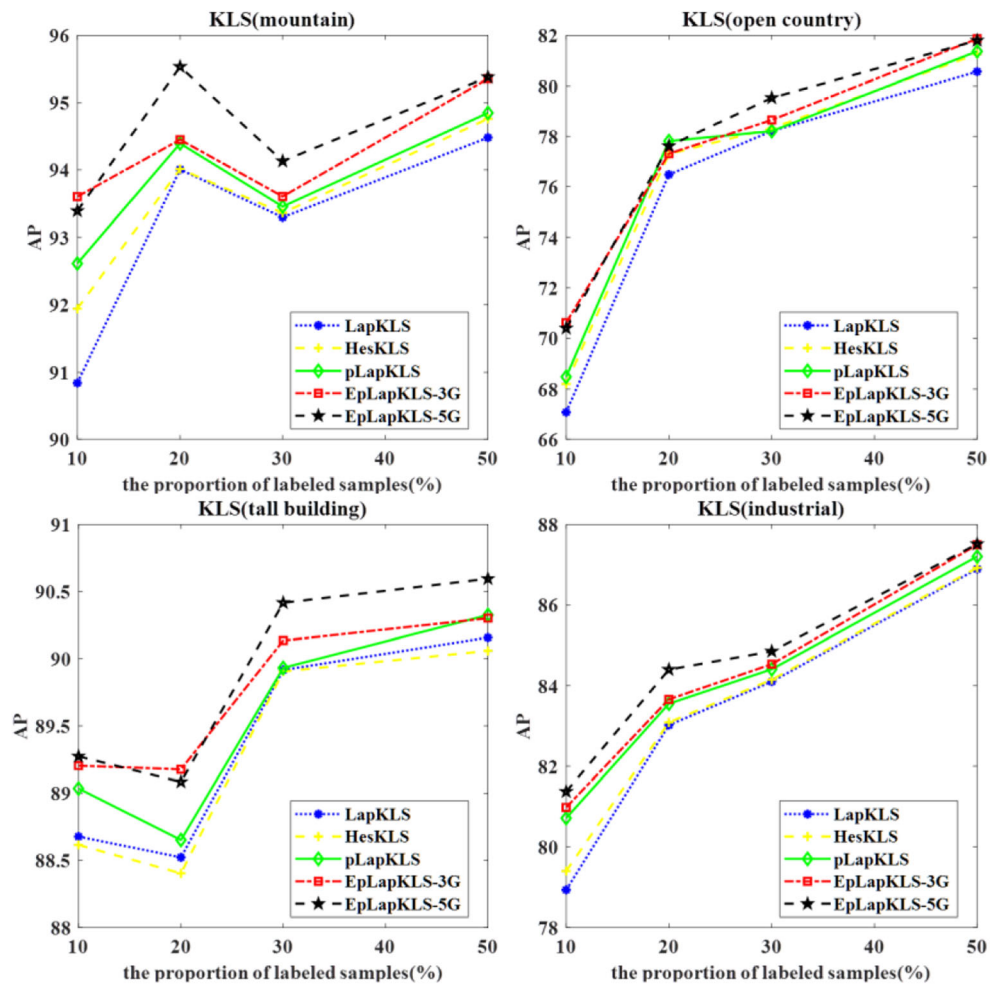 KLS(mountain)
96
95
94
93
92
91
90
AP
LapKLS
HesKLS
pLapKLS
EpLapKLS-3G
EpLapKLS-5G
10 20 30 40 50
the proportion of labeled samples(%)
KLS(open country)
82
80
78
76
74
72
70
68
66
AP
LapKLS
HesKLS
pLapKLS
EpLapKLS-3G
EpLapKLS-5G
10 20 30 40 50
the proportion of labeled samples(%)
KLS(tall building)
91
90.5
90
89.5
89
88.5
88
AP
LapKLS
HesKLS
pLapKLS
EpLapKLS-3G
EpLapKLS-5G
10 20 30 40 50
the proportion of labeled samples(%)
KLS(industrial)
88
86
84
82
80
78
AP
LapKLS
HesKLS
pLapKLS
EpLapKLS-3G
EpLapKLS-5G
10 20 30 40 50
the proportion of labeled samples(%)